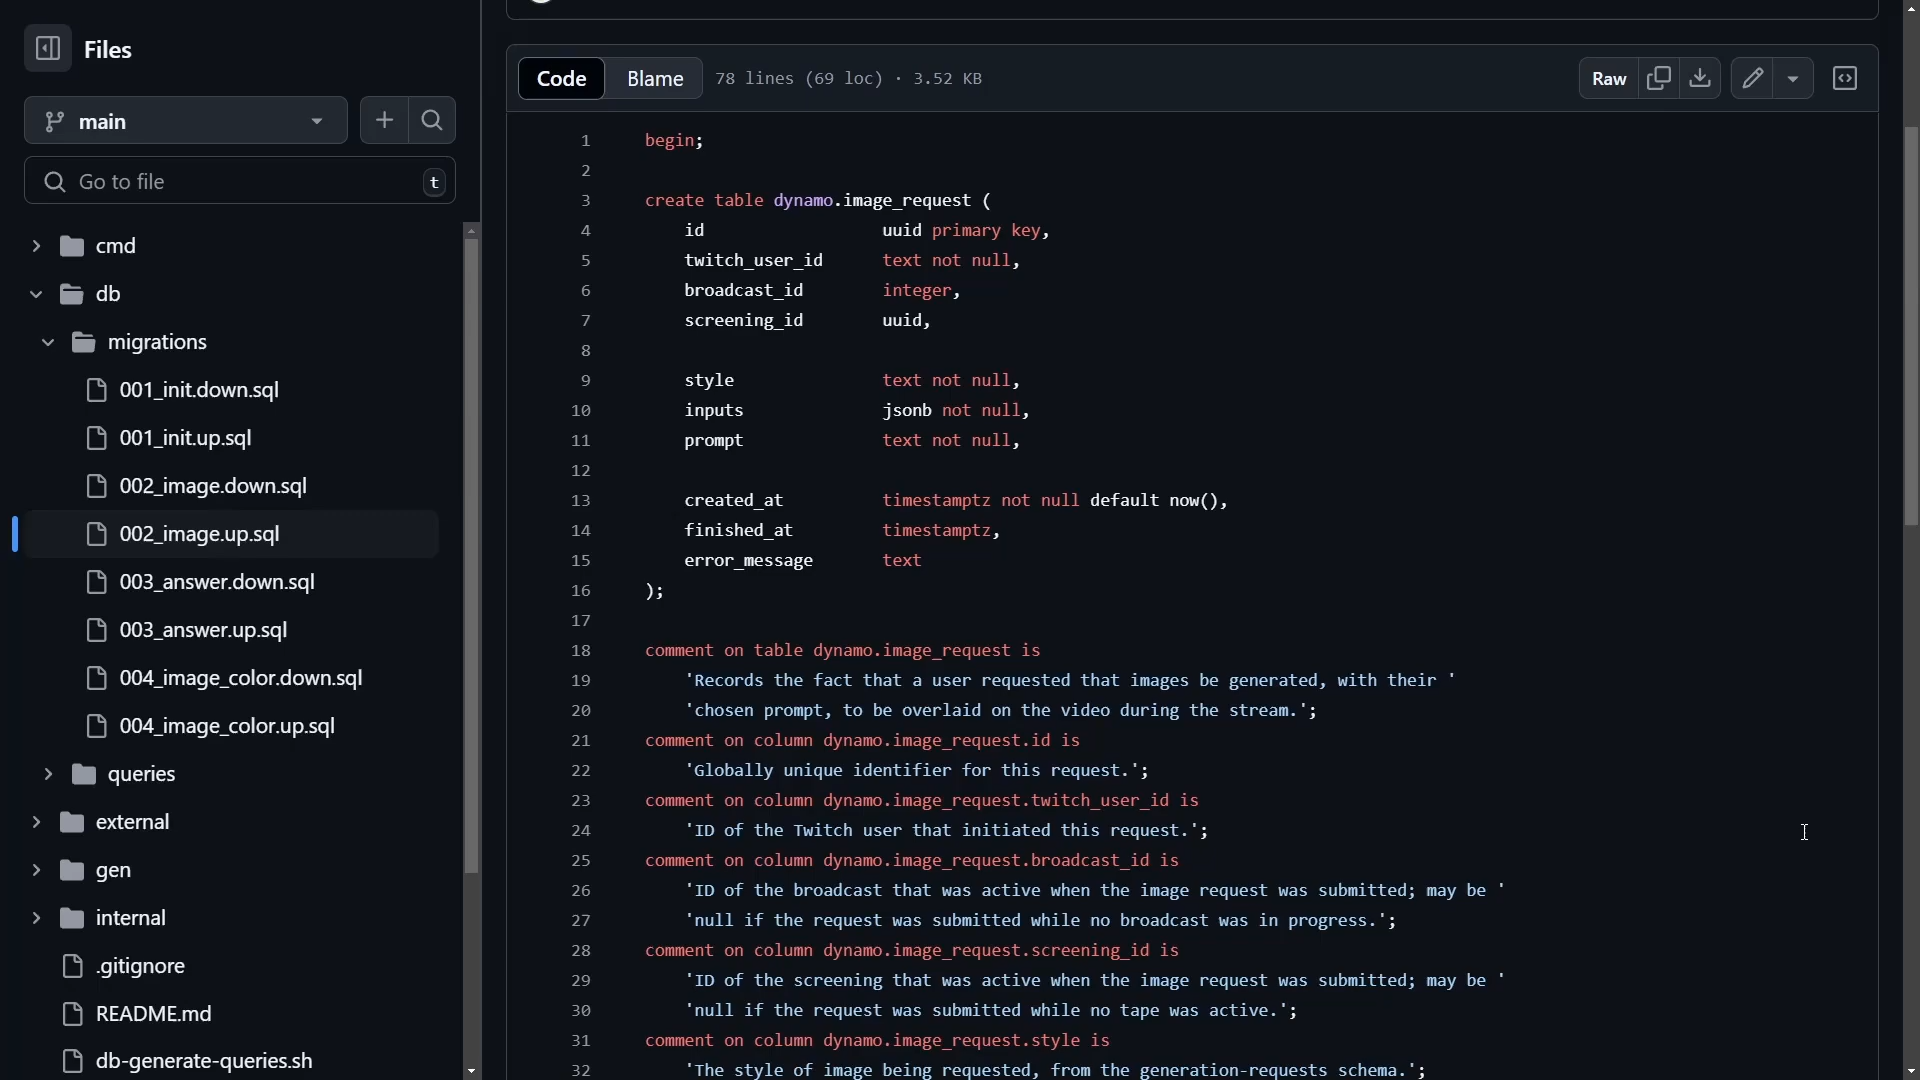 Files
main
Go to file
t
cmd
db
migrations
001_init.down.sql
001_init.up.sql
002_image.down.sql
002_image.up.sql
003_answer.down.sql
003_answer.up.sql
004_image_color.down.sql
004_image_color.up.sql
queries
external
gen
internal
.gitignore
README.md
db-generate-queries.sh
Code Blame 78 lines (69 loc) · 3.52 KB Raw
1 begin;
2
3 create table dynamo.image_request (
4 id uuid primary key,
5 twitch_user_id text not null,
6 broadcast_id integer,
7 screening_id uuid,
8
9 style text not null,
10 inputs jsonb not null,
11 prompt text not null,
12
13 created_at timestamptz not null default now(),
14 finished_at timestamptz,
15 error_message text
16 );
17
18 comment on table dynamo.image_request is
19 'Records the fact that a user requested that images be generated, with their '
20 'chosen prompt, to be overlaid on the video during the stream.';
21 comment on column dynamo.image_request.id is
22 'Globally unique identifier for this request.';
23 comment on column dynamo.image_request.twitch_user_id is
24 'ID of the Twitch user that initiated this request.';
25 comment on column dynamo.image_request.broadcast_id is
26 'ID of the broadcast that was active when the image request was submitted; may be '
27 'null if the request was submitted while no broadcast was in progress.';
28 comment on column dynamo.image_request.screening_id is
29 'ID of the screening that was active when the image request was submitted; may be '
30 'null if the request was submitted while no tape was active.';
31 comment on column dynamo.image_request.style is
32 'The style of image being requested, from the generation-requests schema.';